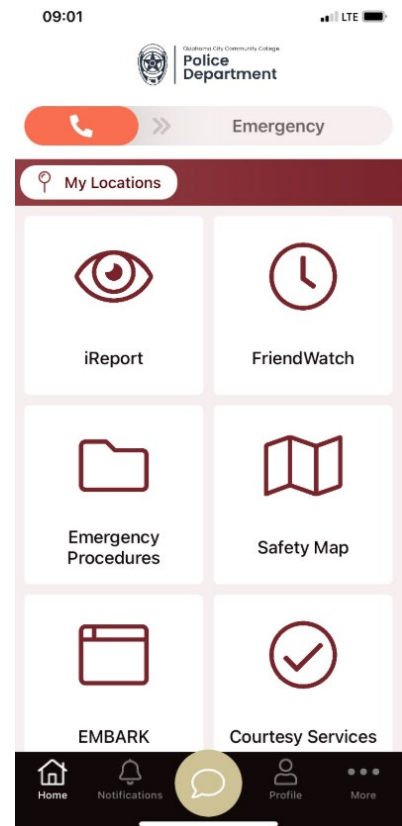 09:01
LTE
Oklahoma City Community College
Police
Department
Emergency
My Locations
iReport
FriendWatch
Emergency
Procedures
Safety Map
EMBARK
Courtesy Services
Home
Notifications
Profile
More